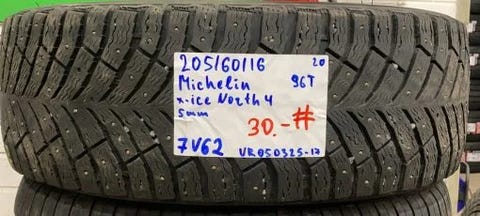 205/60/16 20
Michelin 96T
x-ice North 4
5mm
30.-#
7V62 VR050325-17